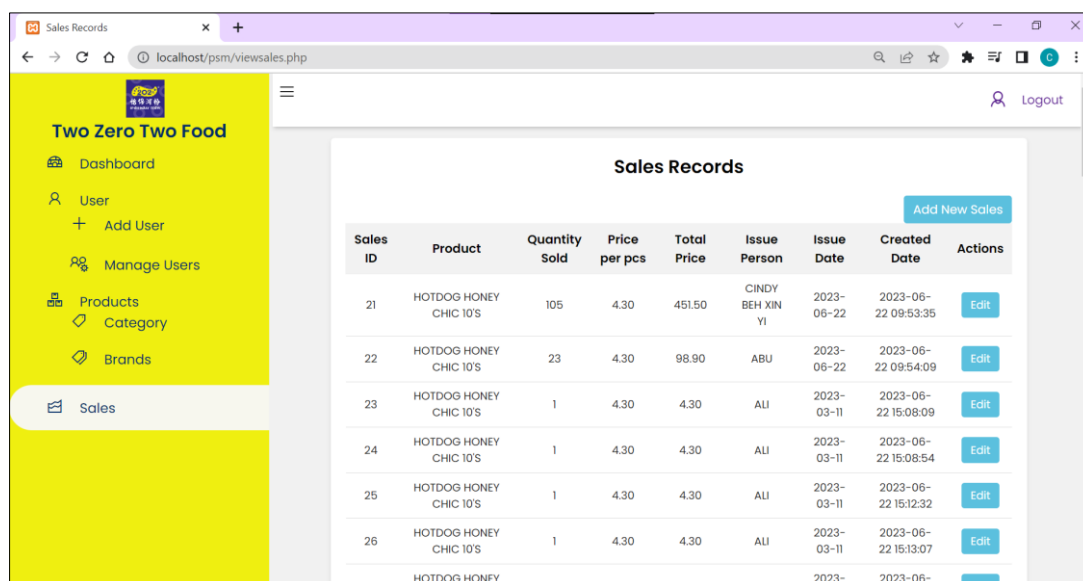 Sales Records
localhost/psm/viewsales.php
202
Two Zero Two Food
Dashboard
User
Add User
Manage Users
Products
Category
Brands
Sales
Logout
Sales Records
Add New Sales
Sales ID Product Quantity Sold Price per pcs Total Price Issue Person Issue Date Created Date Actions
21 HOTDOG HONEY CHIC 10'S 105 4.30 451.50 CINDY BEH XIN YI 2023-06-22 2023-06-22 09:53:35 Edit
22 HOTDOG HONEY CHIC 10'S 23 4.30 98.90 ABU 2023-06-22 2023-06-22 09:54:09 Edit
23 HOTDOG HONEY CHIC 10'S 1 4.30 4.30 ALI 2023-03-11 2023-06-22 15:08:09 Edit
24 HOTDOG HONEY CHIC 10'S 1 4.30 4.30 ALI 2023-03-11 2023-06-22 15:08:54 Edit
25 HOTDOG HONEY CHIC 10'S 1 4.30 4.30 ALI 2023-03-11 2023-06-22 15:12:32 Edit
26 HOTDOG HONEY CHIC 10'S 1 4.30 4.30 ALI 2023-03-11 2023-06-22 15:13:07 Edit
HOTDOG HONEY 2023- 2023-06-